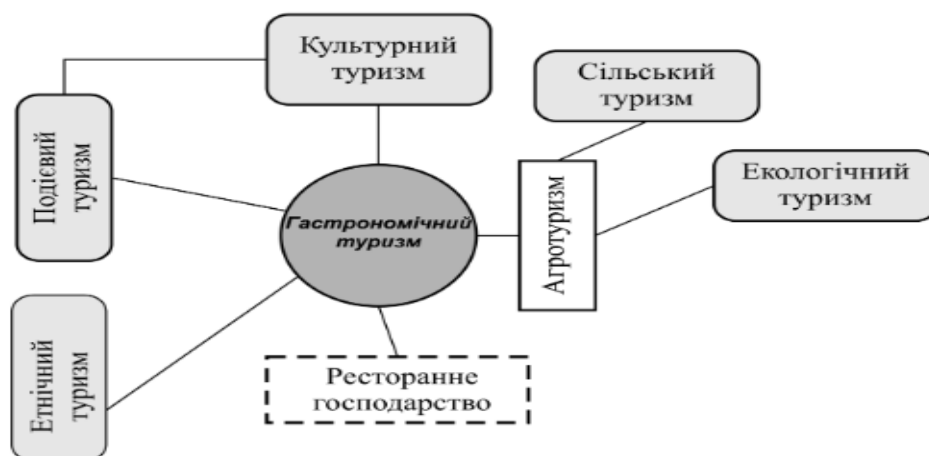 Культурний
туризм
Сільський
туризм
Подієвий
туризм
Екологічний
туризм
Гастрономічний
туризм
Агротуризм
Етнічний
туризм
Ресторанне
господарство